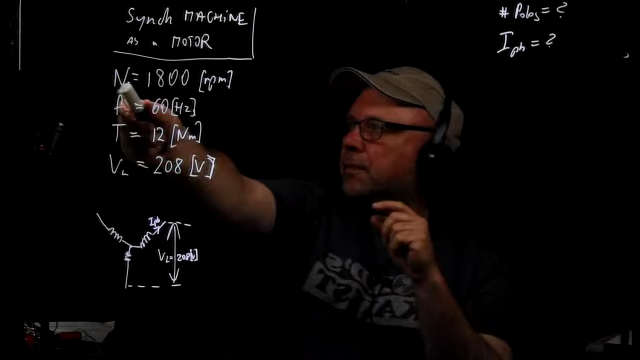 Synch MACHINE
AS a MOTOR
N = 1800 [rpm]
f = 60 [Hz]
T = 12 [Nm]
VL = 208 [V]
Iph
VL = 208[V]
# Poles = ?
Iph = ?